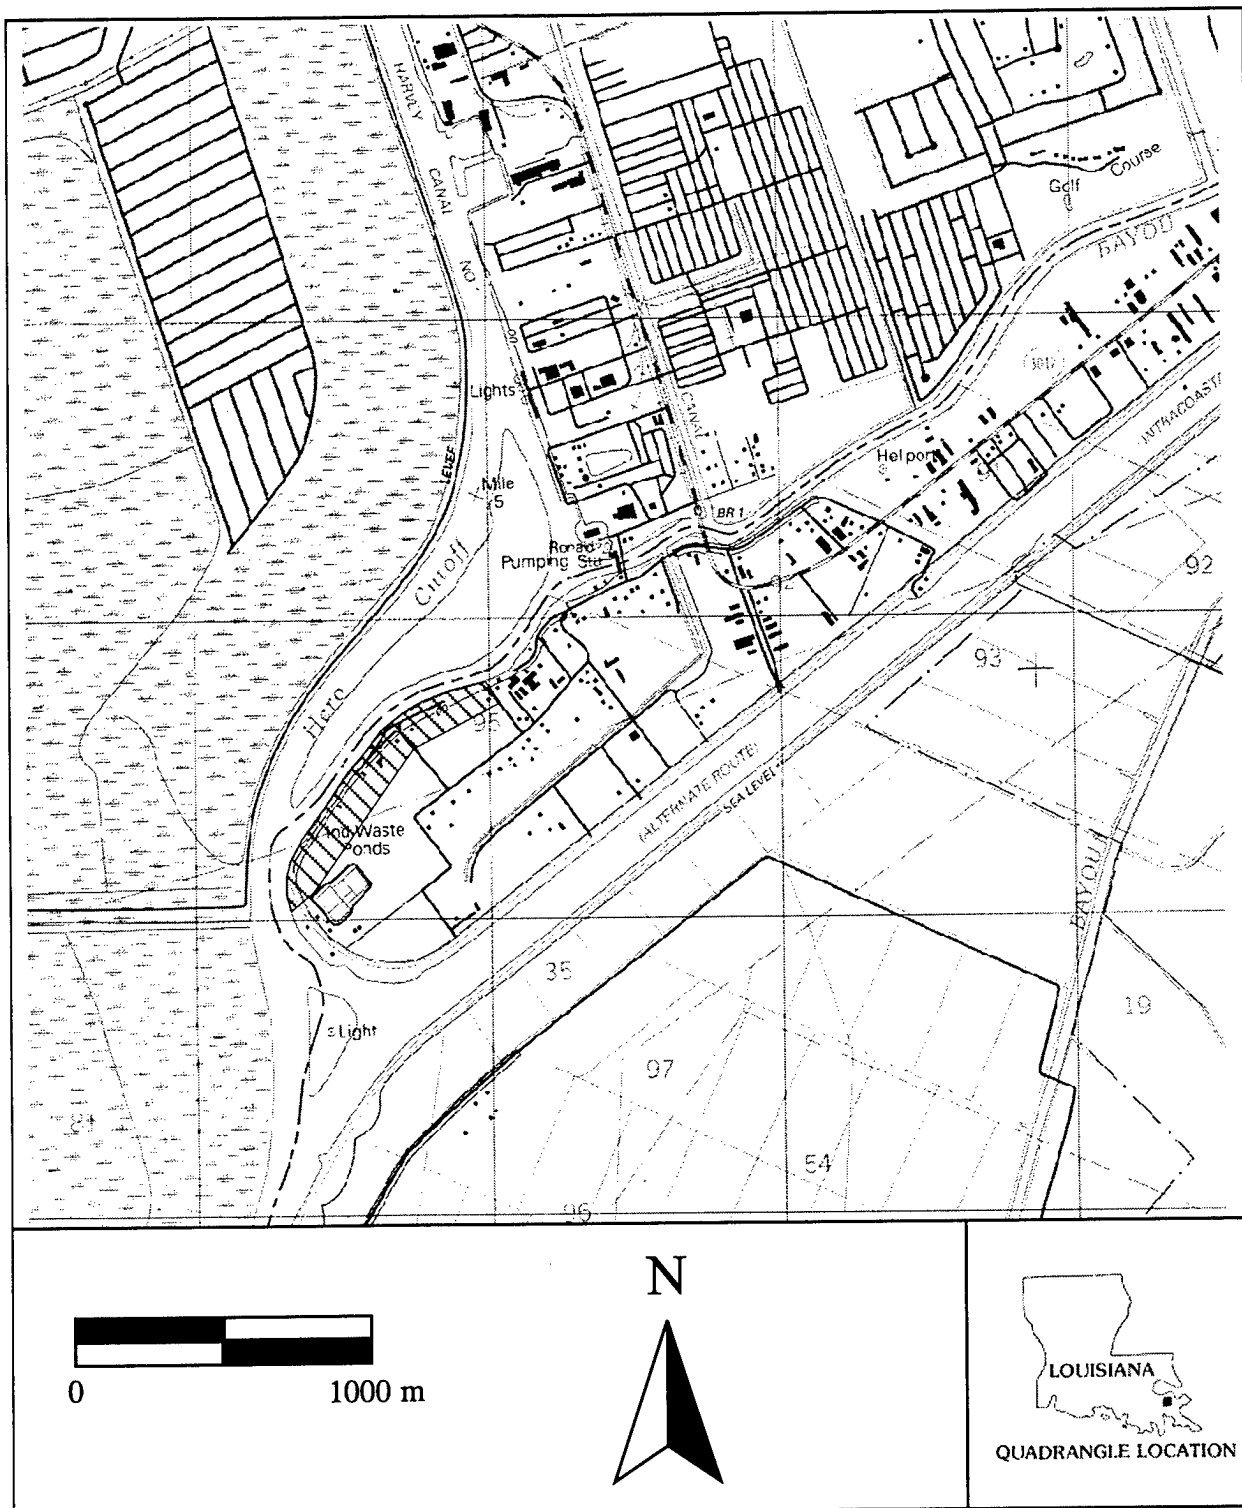 HARVEY
CANAL
NO
Golf
Course
BAYOU
Lights
CANAL
LEVEE
Mile
5
Heliport
INTRACOASTAL
BR 1
Pumping Sta
Hero Cutoff
92
92
93
95
(ALTERNATE ROUTE)
SEA LEVEL
Ind Waste
Ponds
BAYOU
35
19
Light
97
54
96
N
0
1000 m
LOUISIANA
QUADRANGLE LOCATION